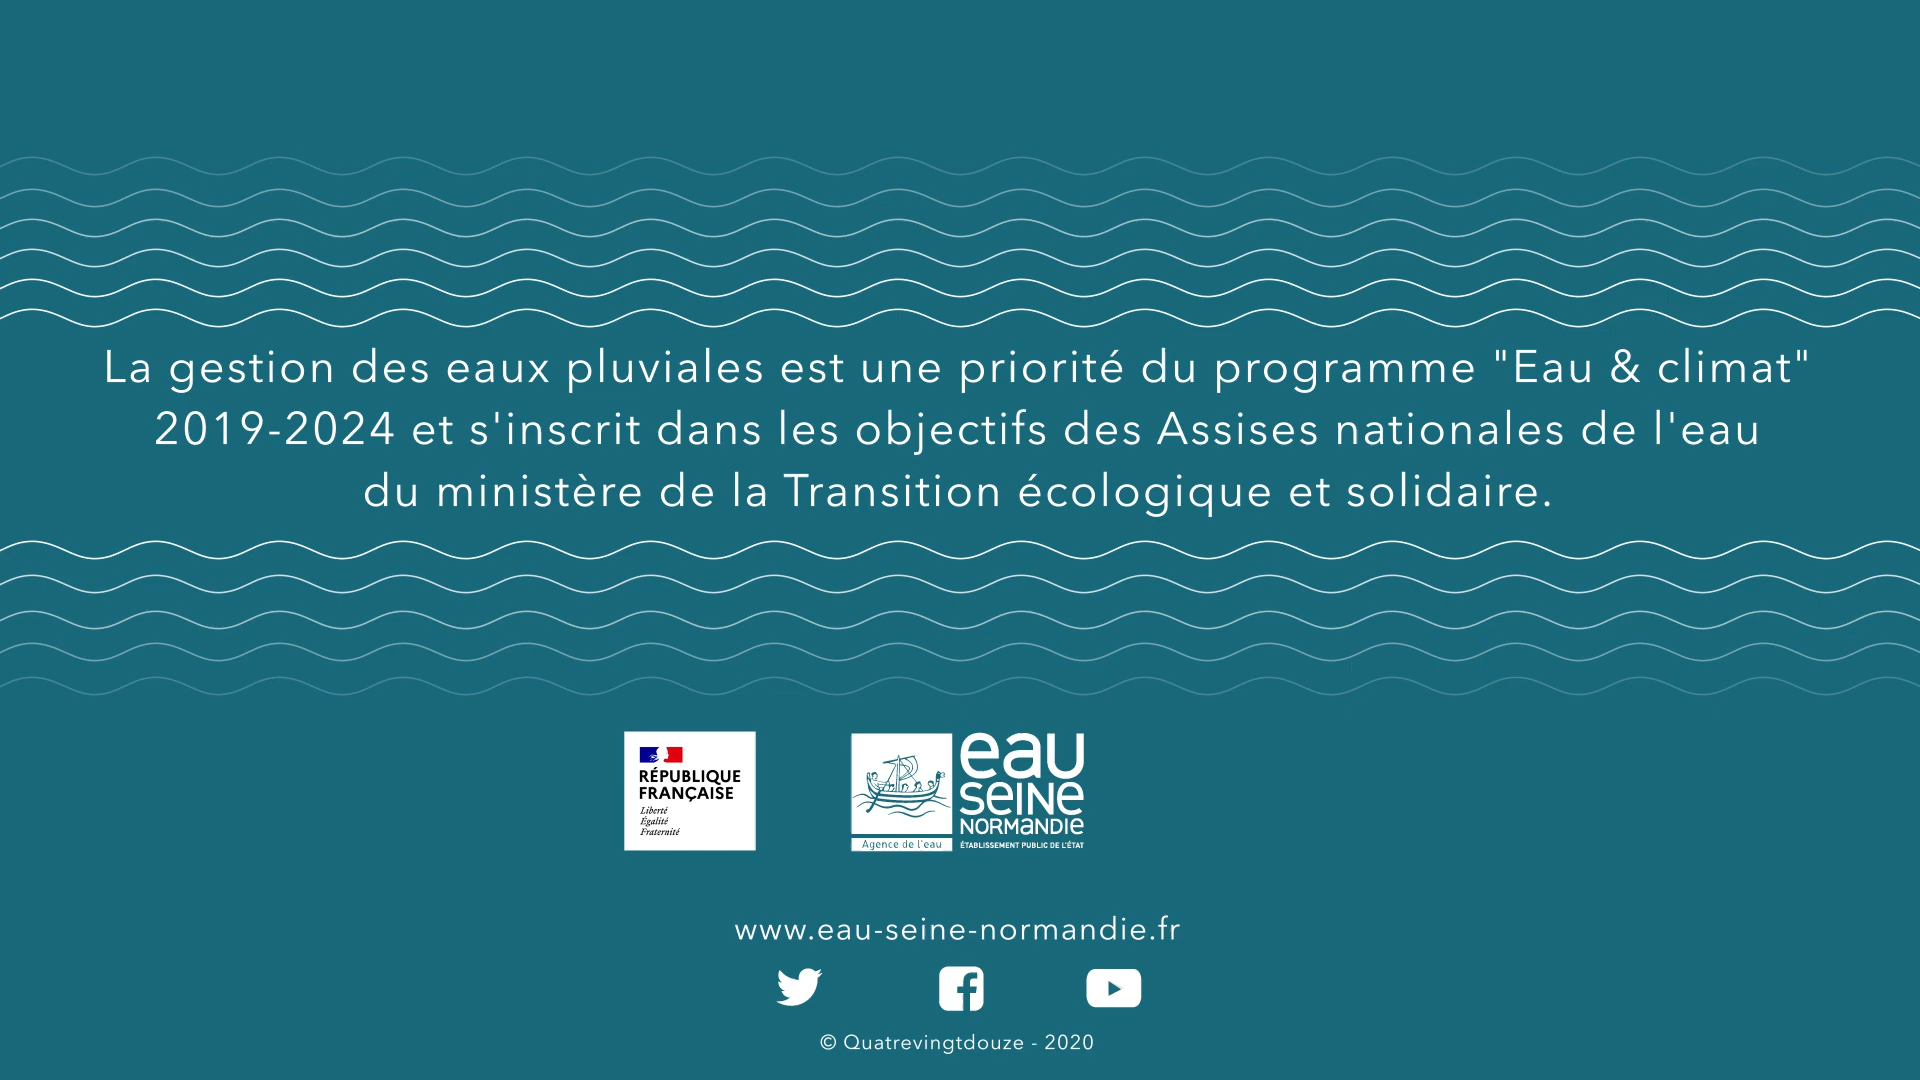 La gestion des eaux pluviales est une priorité du programme "Eau & climat"
2019-2024 et s'inscrit dans les objectifs des Assises nationales de l'eau
du ministère de la Transition écologique et solidaire.
RÉPUBLIQUE
FRANÇAISE
Liberté
Égalité
Fraternité
Agence de l'eau
eau
seine
NORMANDIE
ÉTABLISSEMENT PUBLIC DE L'ÉTAT
www.eau-seine-normandie.fr
© Quatrevingtdouze - 2020